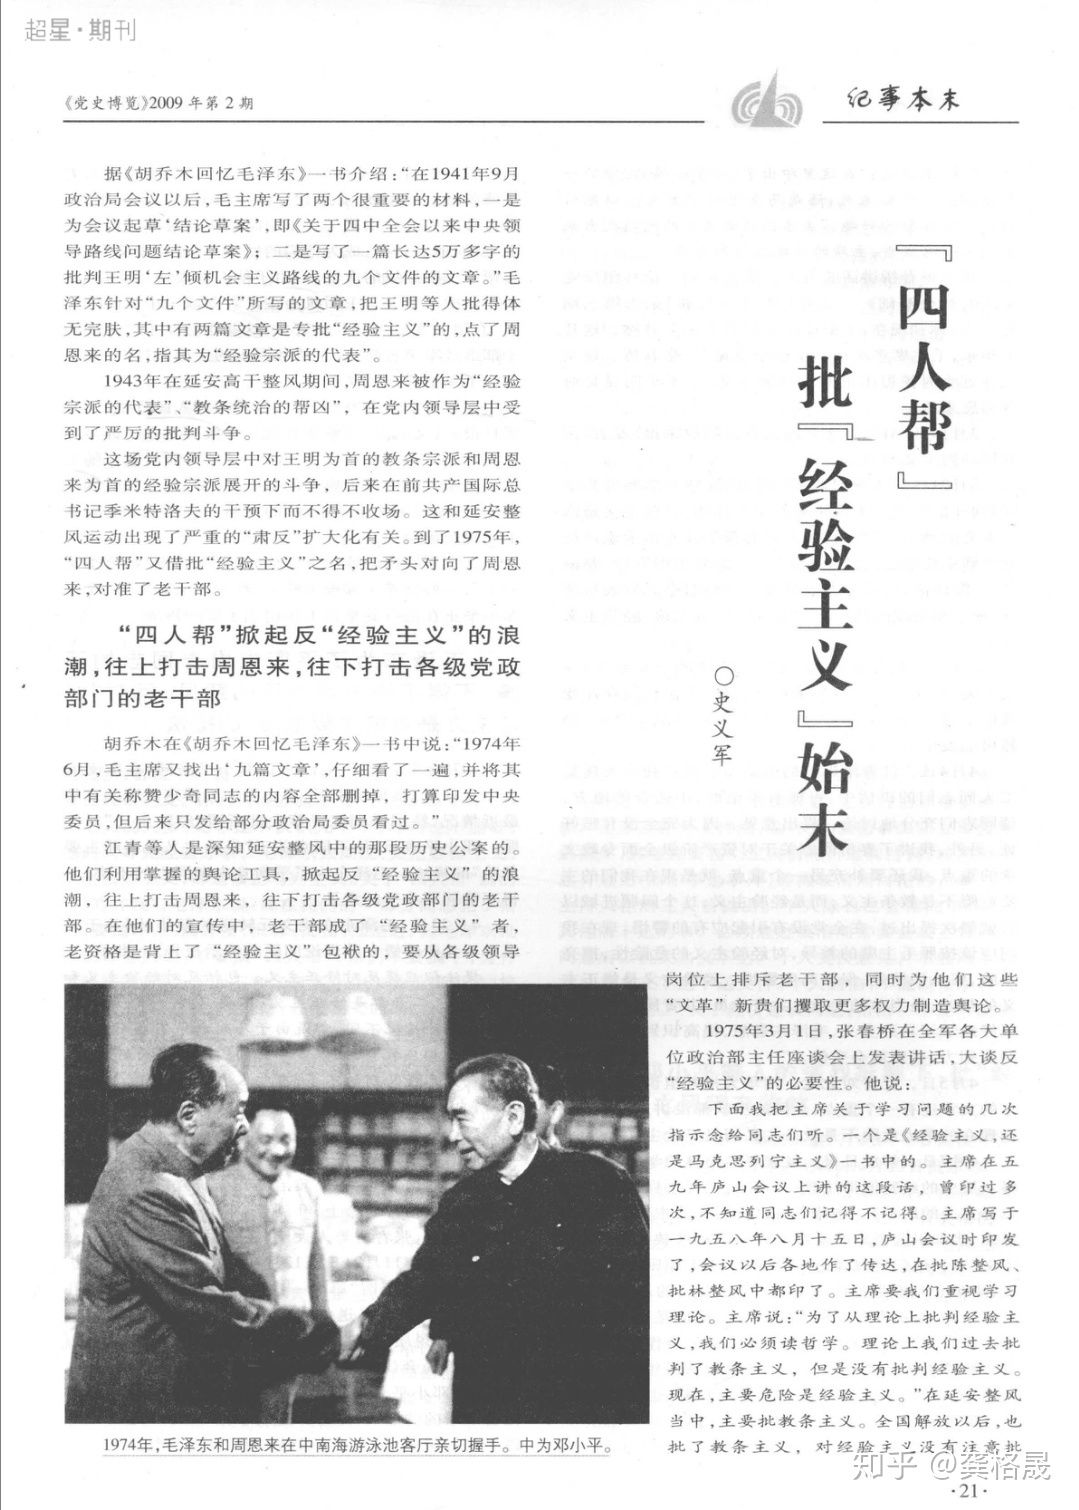 超星·期刊
《党史博览》2009年第2期
纪事本末
『四人帮』
批『经验主义』始末
○史义军
据《胡乔木回忆毛泽东》一书介绍：“在1941年9月
政治局会议以后，毛主席写了两个很重要的材料，一是
为会议起草‘结论草案’，即《关于四中全会以来中央领
导路线问题结论草案》；二是写了一篇长达5万多字的
批判王明‘左’倾机会主义路线的九个文件的文章。”毛
泽东针对“九个文件”所写的文章，把王明等人批得体
无完肤，其中有两篇文章是专批“经验主义”的，点了周
恩来的名，指其为“经验宗派的代表”。
1943年在延安高干整风期间，周恩来被作为“经验
宗派的代表”、“教条统治的帮凶”，在党内领导层中受
到了严厉的批判斗争。
这场党内领导层中对王明为首的教条宗派和周恩
来为首的经验宗派展开的斗争，后来在前共产国际总
书记季米特洛夫的干预下而不得不收场。这和延安整
风运动出现了严重的“肃反”扩大化有关。到了1975年，
“四人帮”又借批“经验主义”之名，把矛头对向了周恩
来，对准了老干部。
“四人帮”掀起反“经验主义”的浪
潮，往上打击周恩来，往下打击各级党政
部门的老干部
胡乔木在《胡乔木回忆毛泽东》一书中说：“1974年
6月，毛主席又找出‘九篇文章’，仔细看了一遍，并将其
中有关称赞少奇同志的内容全部删掉，打算印发中央
委员，但后来只发给部分政治局委员看过。”
江青等人是深知延安整风中的那段历史公案的。
他们利用掌握的舆论工具，掀起反“经验主义”的浪
潮，往上打击周恩来，往下打击各级党政部门的老干
部。在他们的宣传中，老干部成了“经验主义”者，
老资格是背上了“经验主义”包袱的，要从各级领导
岗位上排斥老干部，同时为他们这些
“文革”新贵们攫取更多权力制造舆论。
1975年3月1日，张春桥在全军各大单
位政治部主任座谈会上发表讲话，大谈反
“经验主义”的必要性。他说：
下面我把主席关于学习问题的几次
指示念给同志们听。一个是《经验主义，还
是马克思列宁主义》一书中的。主席在五
九年庐山会议上讲的这段话，曾印过多
次，不知道同志们记得不记得。主席写于
一九五八年八月十五日，庐山会议时印发
了，会议以后各地作了传达，在批陈整风、
批林整风中都印了。主席要我们重视学习
理论。主席说：“为了从理论上批判经验主
义，我们必须读哲学。理论上我们过去批
判了教条主义，但是没有批判经验主义。
现在，主要危险是经验主义。”在延安整风
当中，主要批教条主义。全国解放以后，也
批了教条主义，对经验主义没有注意批
1974年，毛泽东和周恩来在中南海游泳池客厅亲切握手。中为邓小平。
知乎 @龚格晟
·21·